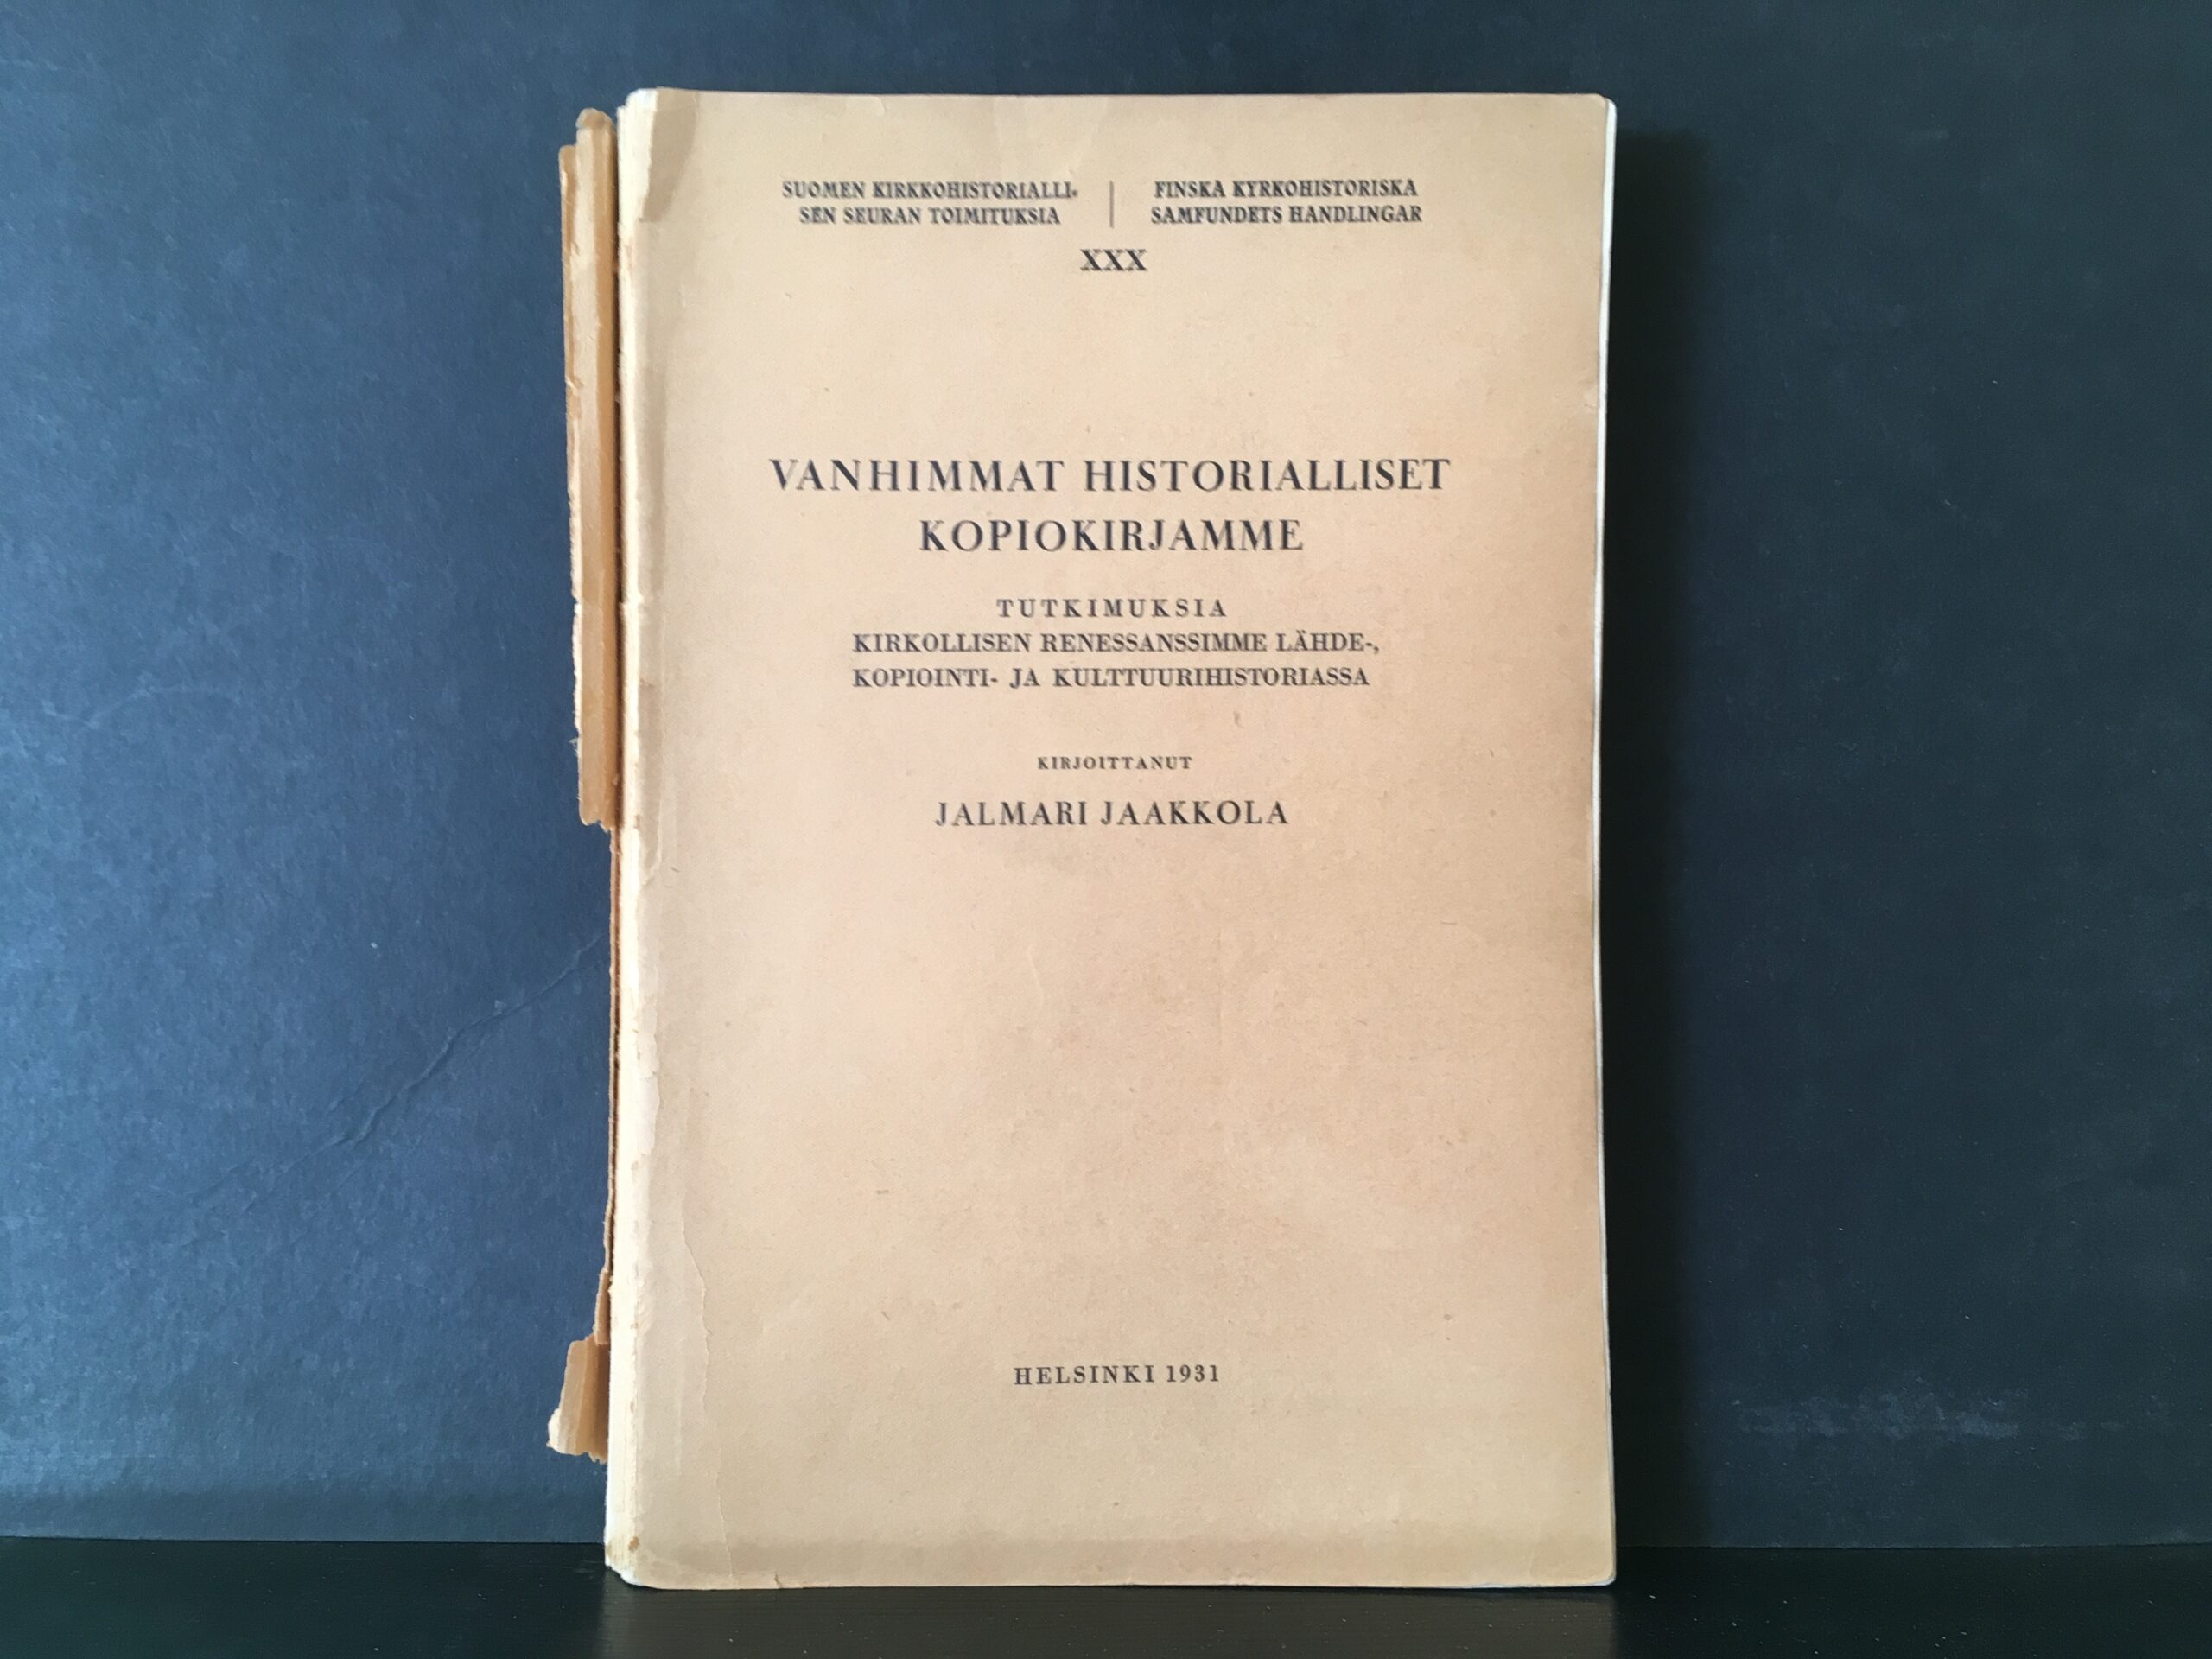 SUOMEN KIRKKOHISTORIALLI-
SEN SEURAN TOIMITUKSIA
FINSKA KYRKOHISTORISKA
SAMFUNDETS HANDLINGAR
XXX
VANHIMMAT HISTORIALLISET
KOPIOKIRJAMME
TUTKIMUKSIA
KIRKOLLISEN RENESSANSSIMME LÄHDE-,
KOPIOINTI- JA KULTTUURIHISTORIASSA
KIRJOITTANUT
JALMARI JAAKKOLA
HELSINKI 1931